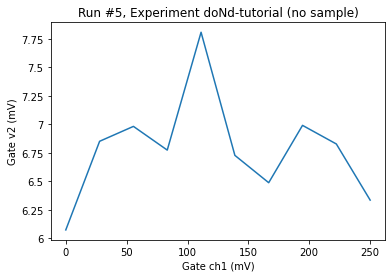 Run #5, Experiment doNd-tutorial (no sample)
Gate v2 (mV)
7.75
7.5
7.25
7
6.75
6.5
6.25
6
0 50 100 150 200 250
Gate ch1 (mV)